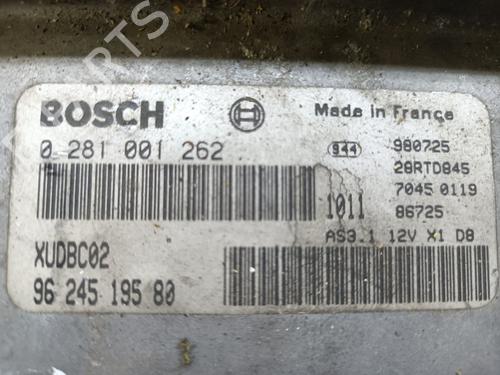 PARTS
BOSCH
Made in France
0 281 001 262
944 980725
28RTD845
7045 0119
1011 86725
AS3.1 12V X1 D8
XUDBC02
96 245 195 80